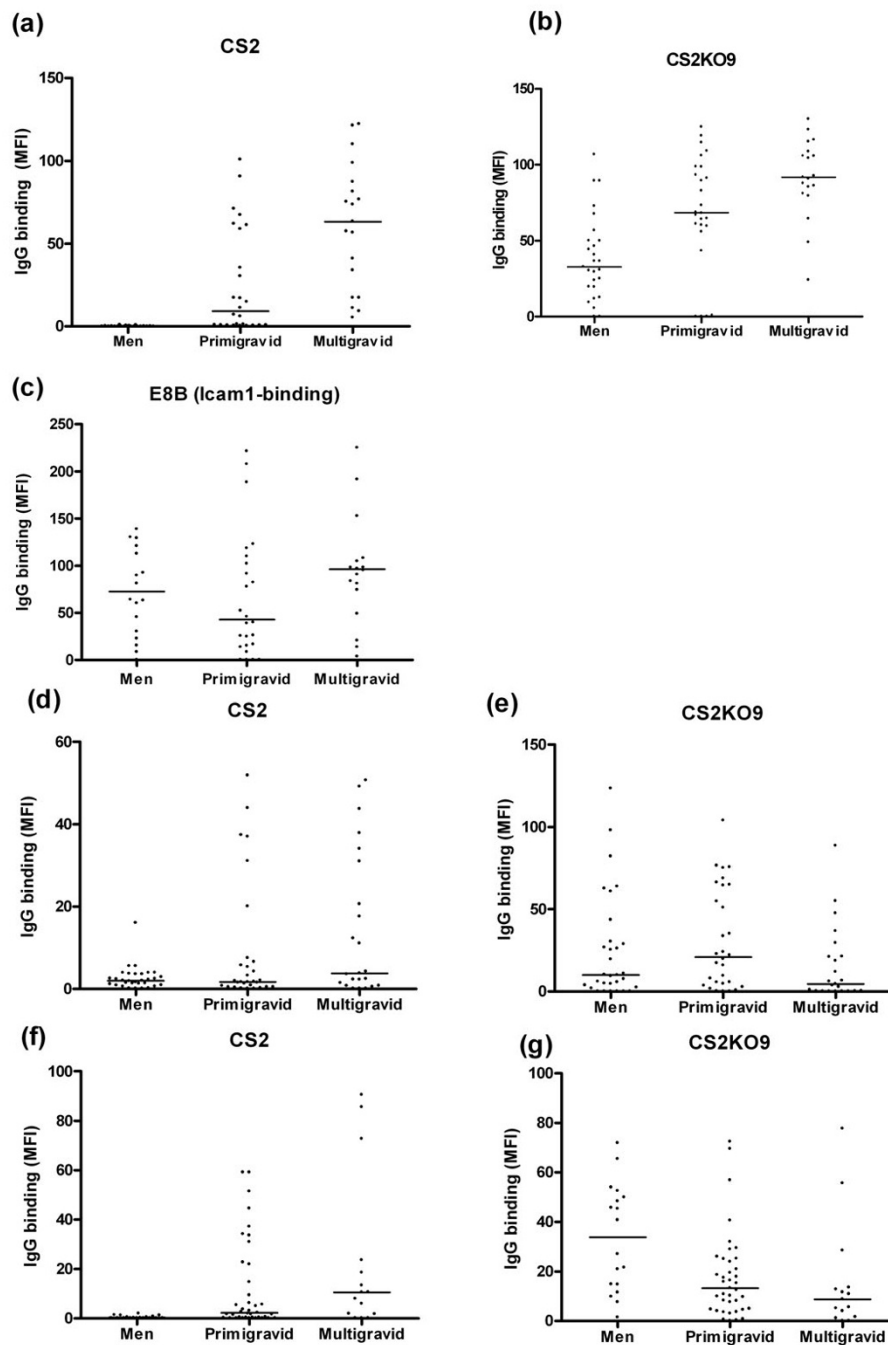 (a)
CS2
IgG binding (MFI)
150
100
50
0
Men Primigravid Multigravid
(b)
CS2KO9
IgG binding (MFI)
150
100
50
0
Men Primigravid Multigravid
(c)
E8B (Icam1-binding)
IgG binding (MFI)
250
200
150
100
50
0
Men Primigravid Multigravid
(d)
CS2
IgG binding (MFI)
60
40
20
0
Men Primigravid Multigravid
(e)
CS2KO9
IgG binding (MFI)
150
100
50
0
Men Primigravid Multigravid
(f)
CS2
IgG binding (MFI)
100
80
60
40
20
0
Men Primigravid Multigravid
(g)
CS2KO9
IgG binding (MFI)
100
80
60
40
20
0
Men Primigravid Multigravid